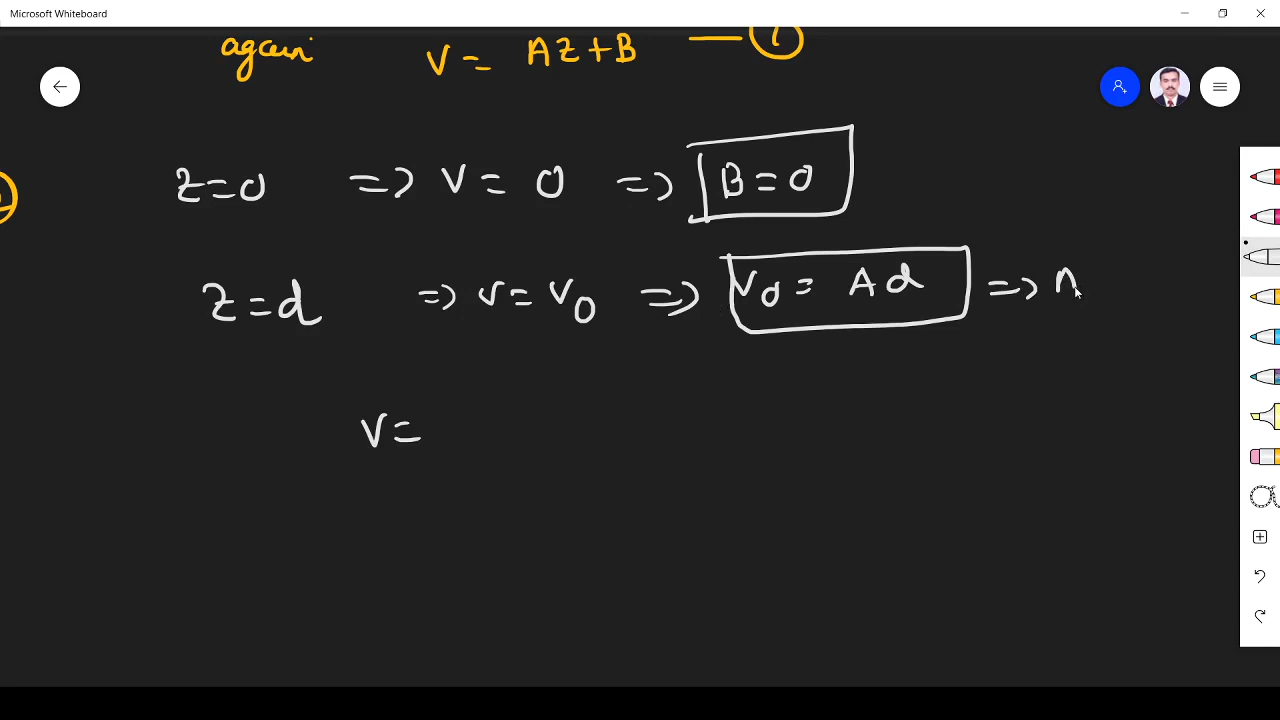 Microsoft Whiteboard
again V = AZ+B — 1
z=0 => V = 0 => B=0
z=d => V=V0 => V0 = Ad =>
V=